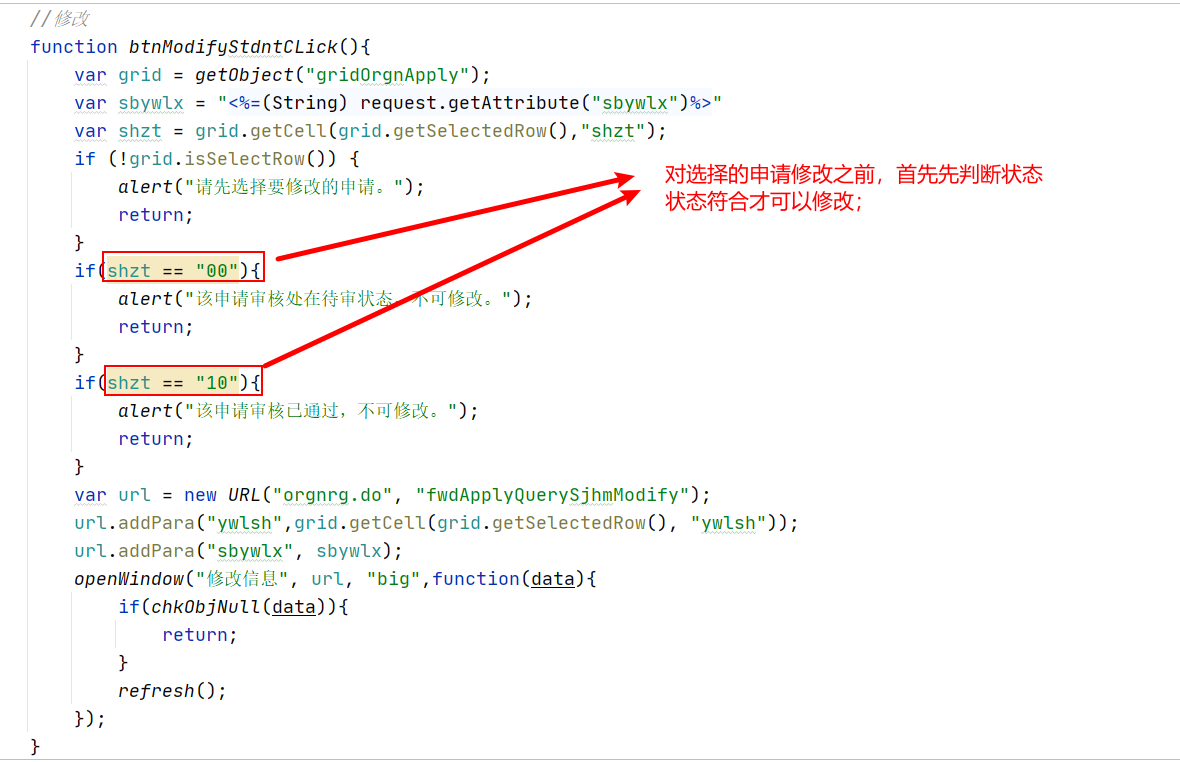 //修改
function btnModifyStdntCLick(){
var grid = getObject("gridOrgnApply");
var sbywlx = "<%=(String) request.getAttribute("sbywlx")%>"
var shzt = grid.getCell(grid.getSelectedRow(),"shzt");
if (!grid.isSelectRow()) {
alert("请先选择要修改的申请。");
return;
}
if(shzt == "00"){
alert("该申请审核处在待审状态，不可修改。");
return;
}
if(shzt == "10"){
alert("该申请审核已通过，不可修改。");
return;
}
var url = new URL("orgnrg.do", "fwdApplyQuerySjhmModify");
url.addPara("ywlsh",grid.getCell(grid.getSelectedRow(), "ywlsh"));
url.addPara("sbywlx", sbywlx);
openWindow("修改信息", url, "big",function(data){
if(chkObjNull(data)){
return;
}
refresh();
});
}
对选择的申请修改之前，首先先判断状态
状态符合才可以修改；